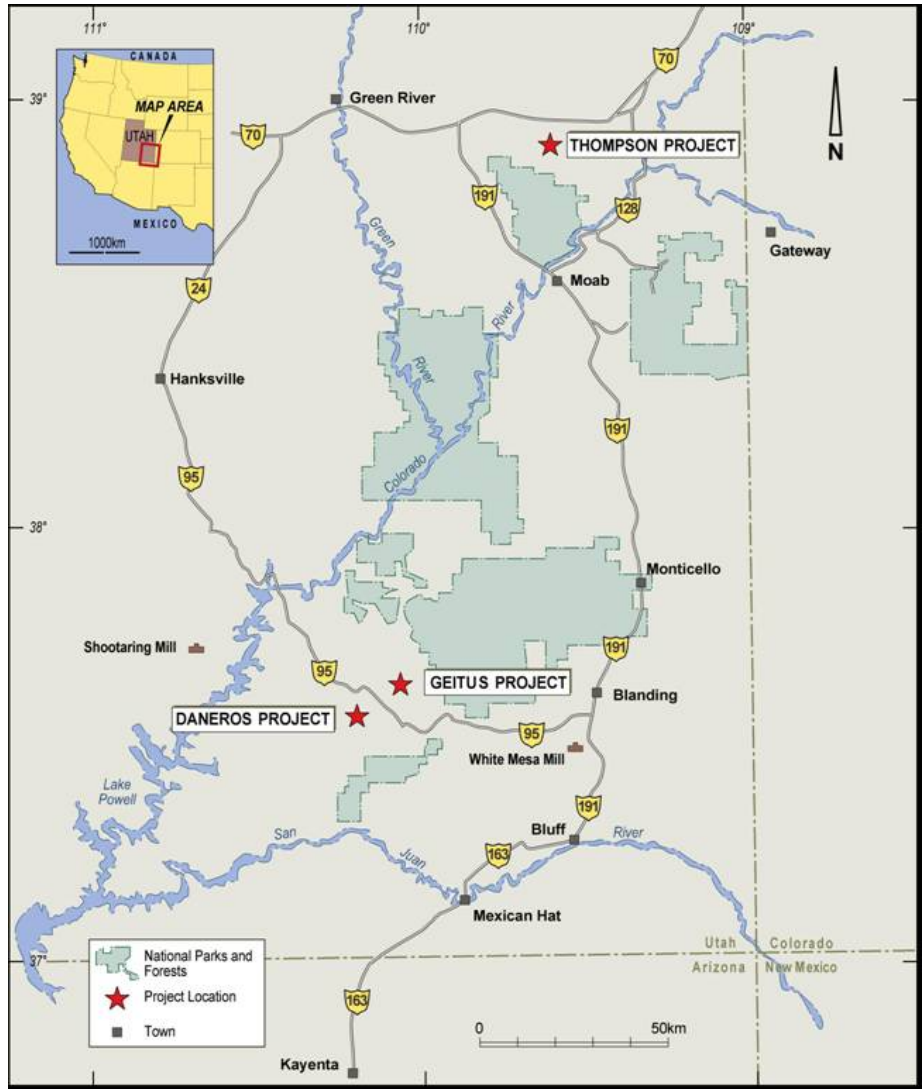 111°
110°
109°
CANADA
MAP AREA
UTAH
MEXICO
1000km
70
Green River
39°
70
THOMPSON PROJECT
N
191
128
Green
Gateway
Moab
24
River
River
Hanksville
191
95
Colorado
38°
Monticello
Shootaring Mill
191
95
GEITUS PROJECT
Blanding
DANEROS PROJECT
95
White Mesa Mill
Lake
Powell
191
Bluff
San
River
163
Juan
Mexican Hat
Utah
Colorado
Arizona
New Mexico
37°
National Parks and
Forests
Project Location
Town
163
0
50km
Kayenta